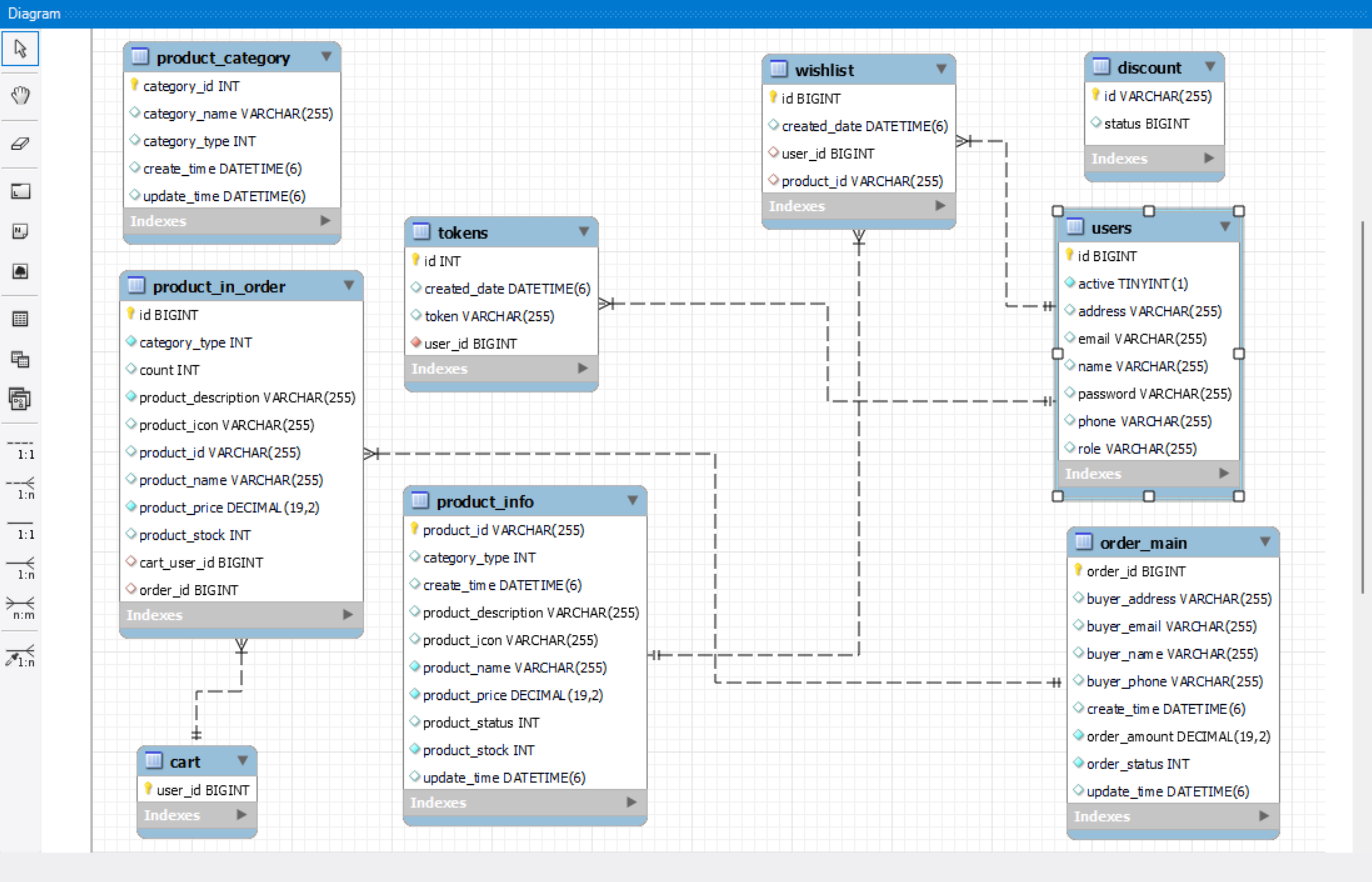 Diagram
product_category
category_id INT
category_name VARCHAR(255)
category_type INT
create_time DATETIME(6)
update_time DATETIME(6)
Indexes
wishlist
id BIGINT
created_date DATETIME(6)
user_id BIGINT
product_id VARCHAR(255)
Indexes
discount
id VARCHAR(255)
status BIGINT
Indexes
tokens
id INT
created_date DATETIME(6)
token VARCHAR(255)
user_id BIGINT
Indexes
users
id BIGINT
active TINYINT(1)
address VARCHAR(255)
email VARCHAR(255)
name VARCHAR(255)
password VARCHAR(255)
phone VARCHAR(255)
role VARCHAR(255)
Indexes
product_in_order
id BIGINT
category_type INT
count INT
product_description VARCHAR(255)
product_icon VARCHAR(255)
product_id VARCHAR(255)
product_name VARCHAR(255)
product_price DECIMAL(19,2)
product_stock INT
cart_user_id BIGINT
order_id BIGINT
Indexes
product_info
product_id VARCHAR(255)
category_type INT
create_time DATETIME(6)
product_description VARCHAR(255)
product_icon VARCHAR(255)
product_name VARCHAR(255)
product_price DECIMAL(19,2)
product_status INT
product_stock INT
update_time DATETIME(6)
Indexes
order_main
order_id BIGINT
buyer_address VARCHAR(255)
buyer_email VARCHAR(255)
buyer_name VARCHAR(255)
buyer_phone VARCHAR(255)
create_time DATETIME(6)
order_amount DECIMAL(19,2)
order_status INT
update_time DATETIME(6)
Indexes
cart
user_id BIGINT
Indexes
1:1
1:n
1:1
1:n
n:m
1:n